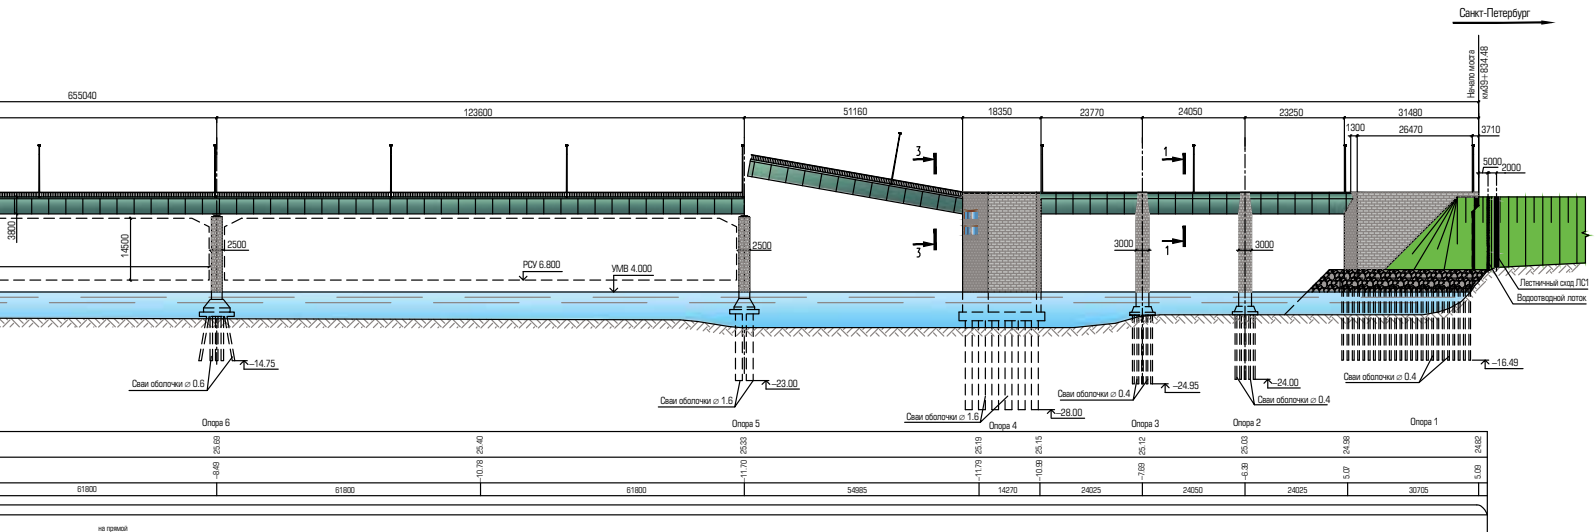 Санкт-Петербург
Начало моста
км39+834.48
655040
123600
51160
18350
23770
24050
23250
31480
1300
26470
3710
5000
2000
3
1
3800
14500
2500
2500
3
3000
1
3000
РСУ 6.800
УМВ 4.000
Лестничный сход ЛС1
Водоотводной лоток
-14.75
-23.00
-28.00
-24.95
-24.00
-16.49
Сваи оболочки ⌀ 0.6
Сваи оболочки ⌀ 1.6
Сваи оболочки ⌀ 1.6
Сваи оболочки ⌀ 0.4
Сваи оболочки ⌀ 0.4
Сваи оболочки ⌀ 0.4
Опора 6
Опора 5
Опора 4
Опора 3
Опора 2
Опора 1
25.69
25.40
25.33
25.19
25.15
25.12
25.03
24.98
24.82
-8.49
-10.78
-11.70
-11.79
-10.98
-7.69
-6.39
5.07
5.09
61800
61800
61800
54985
14270
24025
24050
24025
30705
на прямой